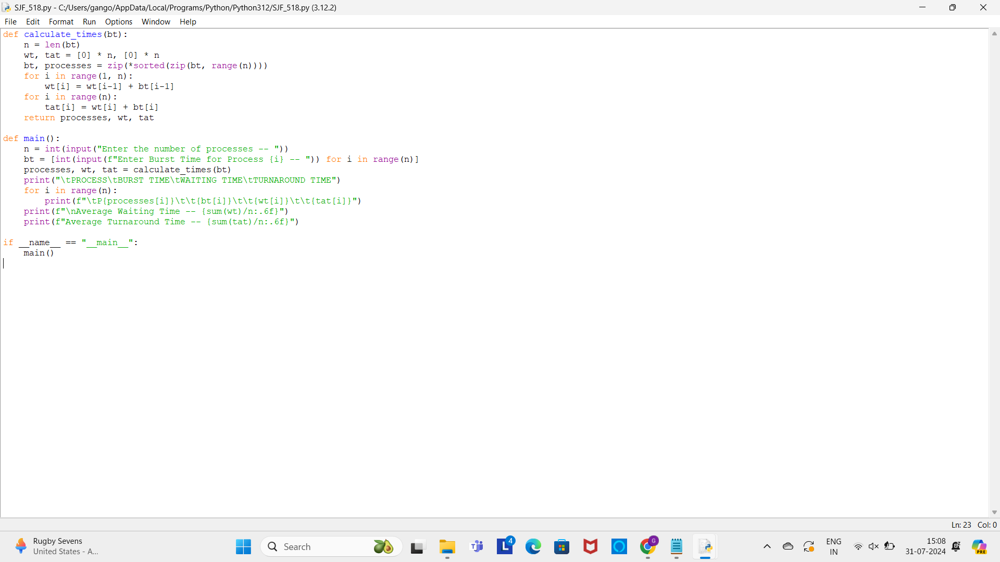 SJF_518.py - C:/Users/gango/AppData/Local/Programs/Python/Python312/SJF_518.py (3.12.2)
File Edit Format Run Options Window Help
def calculate_times(bt):
    n = len(bt)
    wt, tat = [0] * n, [0] * n
    bt, processes = zip(*sorted(zip(bt, range(n))))
    for i in range(1, n):
        wt[i] = wt[i-1] + bt[i-1]
    for i in range(n):
        tat[i] = wt[i] + bt[i]
    return processes, wt, tat

def main():
    n = int(input("Enter the number of processes -- "))
    bt = [int(input(f"Enter Burst Time for Process {i} -- ")) for i in range(n)]
    processes, wt, tat = calculate_times(bt)
    print("\tPROCESS\tBURST TIME\tWAITING TIME\tTURNAROUND TIME")
    for i in range(n):
        print(f"\tP{processes[i]}\t\t{bt[i]}\t\t{wt[i]}\t\t{tat[i]}")
    print(f"\nAverage Waiting Time -- {sum(wt)/n:.6f}")
    print(f"Average Turnaround Time -- {sum(tat)/n:.6f}")

if __name__ == "__main__":
    main()
Ln: 23 Col: 0
Rugby Sevens
United States - A...
Search
T
L
4
G
ENG
IN
15:08
31-07-2024
PRE